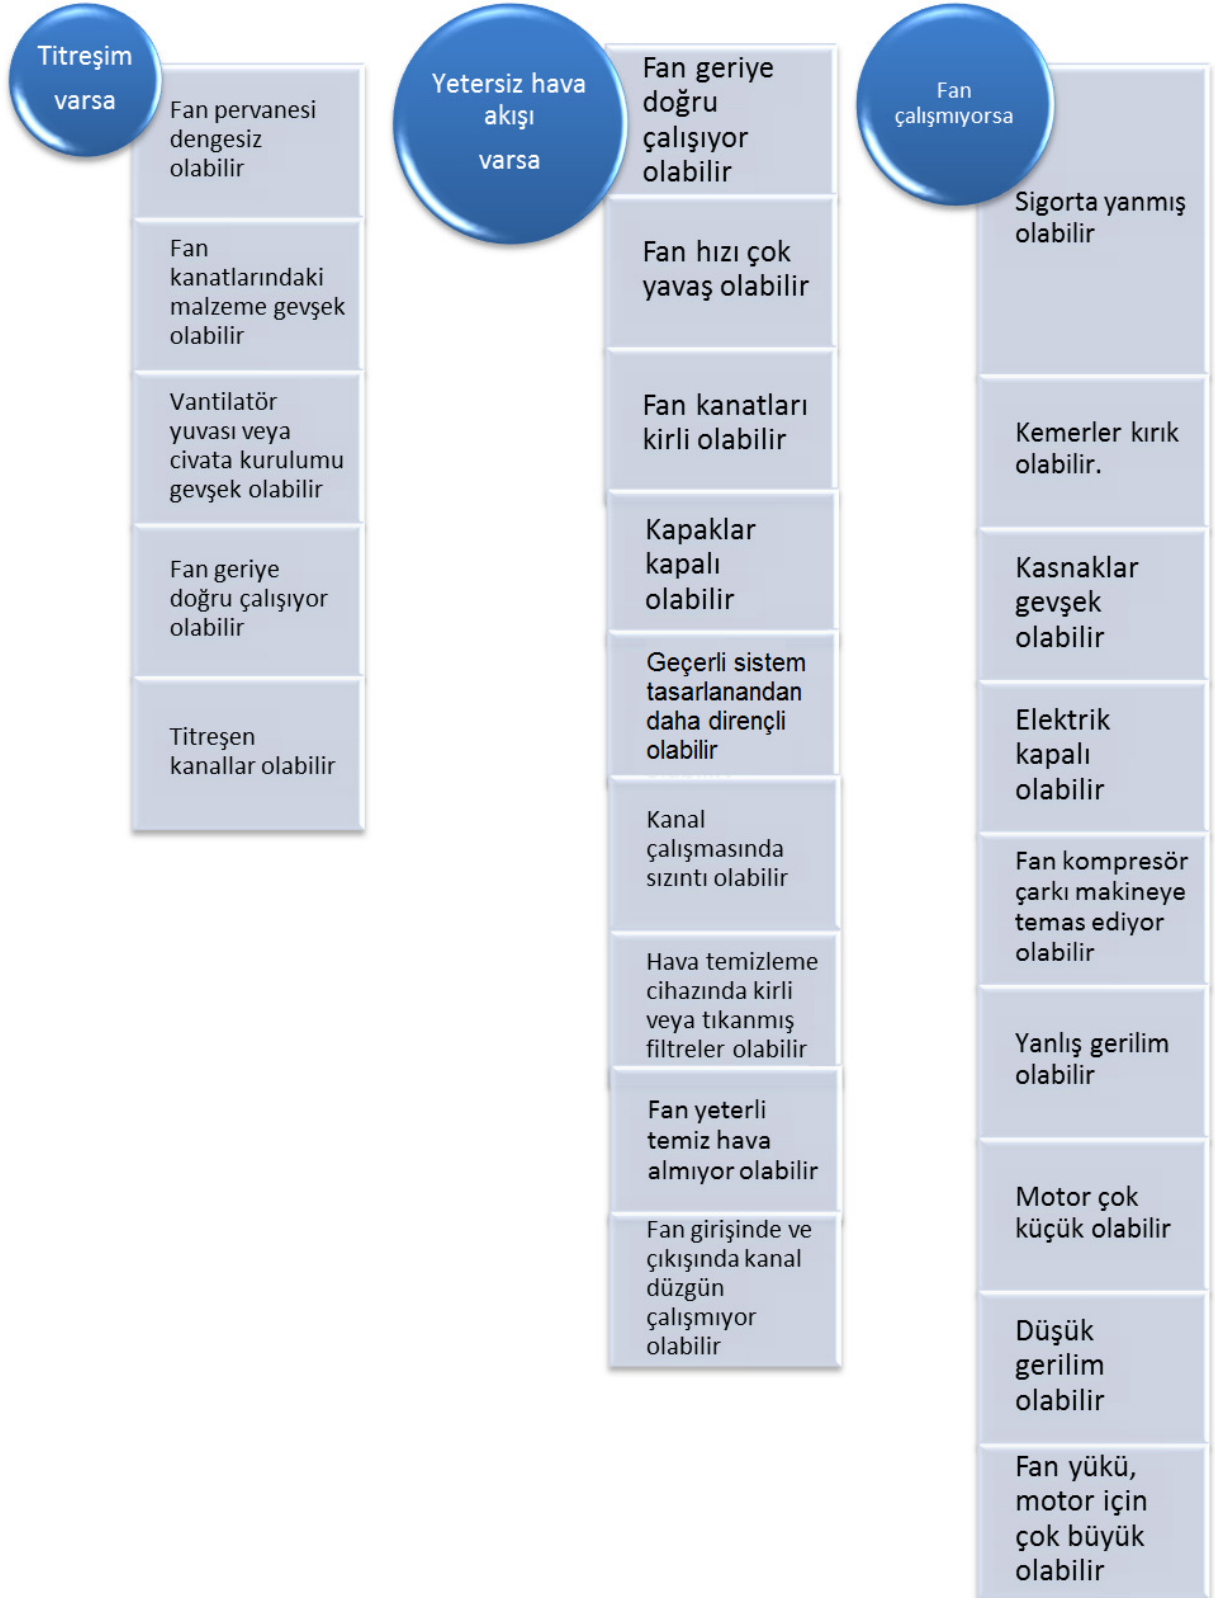 Titreşim
varsa
Fan pervanesi
dengesiz
olabilir
Fan
kanatlarındaki
malzeme gevşek
olabilir
Vantilatör
yuvası veya
civata kurulumu
gevşek olabilir
Fan geriye
doğru çalışıyor
olabilir
Titreşen
kanallar olabilir
Yetersiz hava
akışı
varsa
Fan geriye
doğru
çalışıyor
olabilir
Fan hızı çok
yavaş olabilir
Fan kanatları
kirli olabilir
Kapaklar
kapalı
olabilir
Geçerli sistem
tasarlanandan
daha dirençli
olabilir
Kanal
çalışmasında
sızıntı olabilir
Hava temizleme
cihazında kirli
veya tıkanmış
filtreler olabilir
Fan yeterli
temiz hava
almıyor olabilir
Fan girişinde ve
çıkışında kanal
düzgün
çalışmıyor
olabilir
Fan
çalışmıyorsa
Sigorta yanmış
olabilir
Kemerler kırık
olabilir.
Kasnaklar
gevşek
olabilir
Elektrik
kapalı
olabilir
Fan kompresör
çarkı makineye
temas ediyor
olabilir
Yanlış gerilim
olabilir
Motor çok
küçük olabilir
Düşük
gerilim
olabilir
Fan yükü,
motor için
çok büyük
olabilir